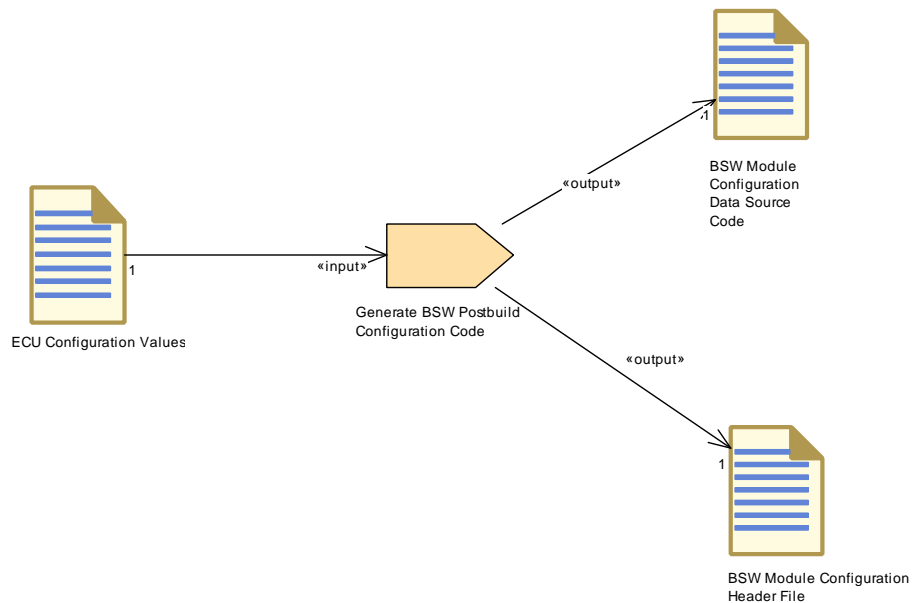 1
BSW Module
Configuration
Data Source
Code
«output»
1
«input»
Generate BSW Postbuild
Configuration Code
ECU Configuration Values
«output»
1
BSW Module Configuration
Header File